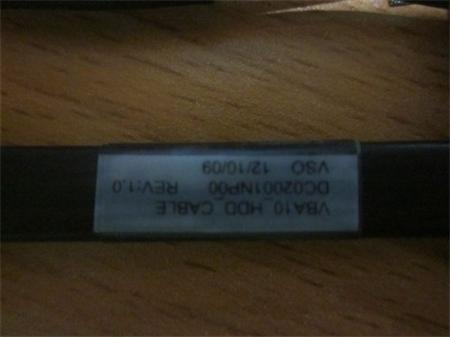 VBA10 HDD CABLE
DC02001NP00 REV:1.0
VSO 12/10/09